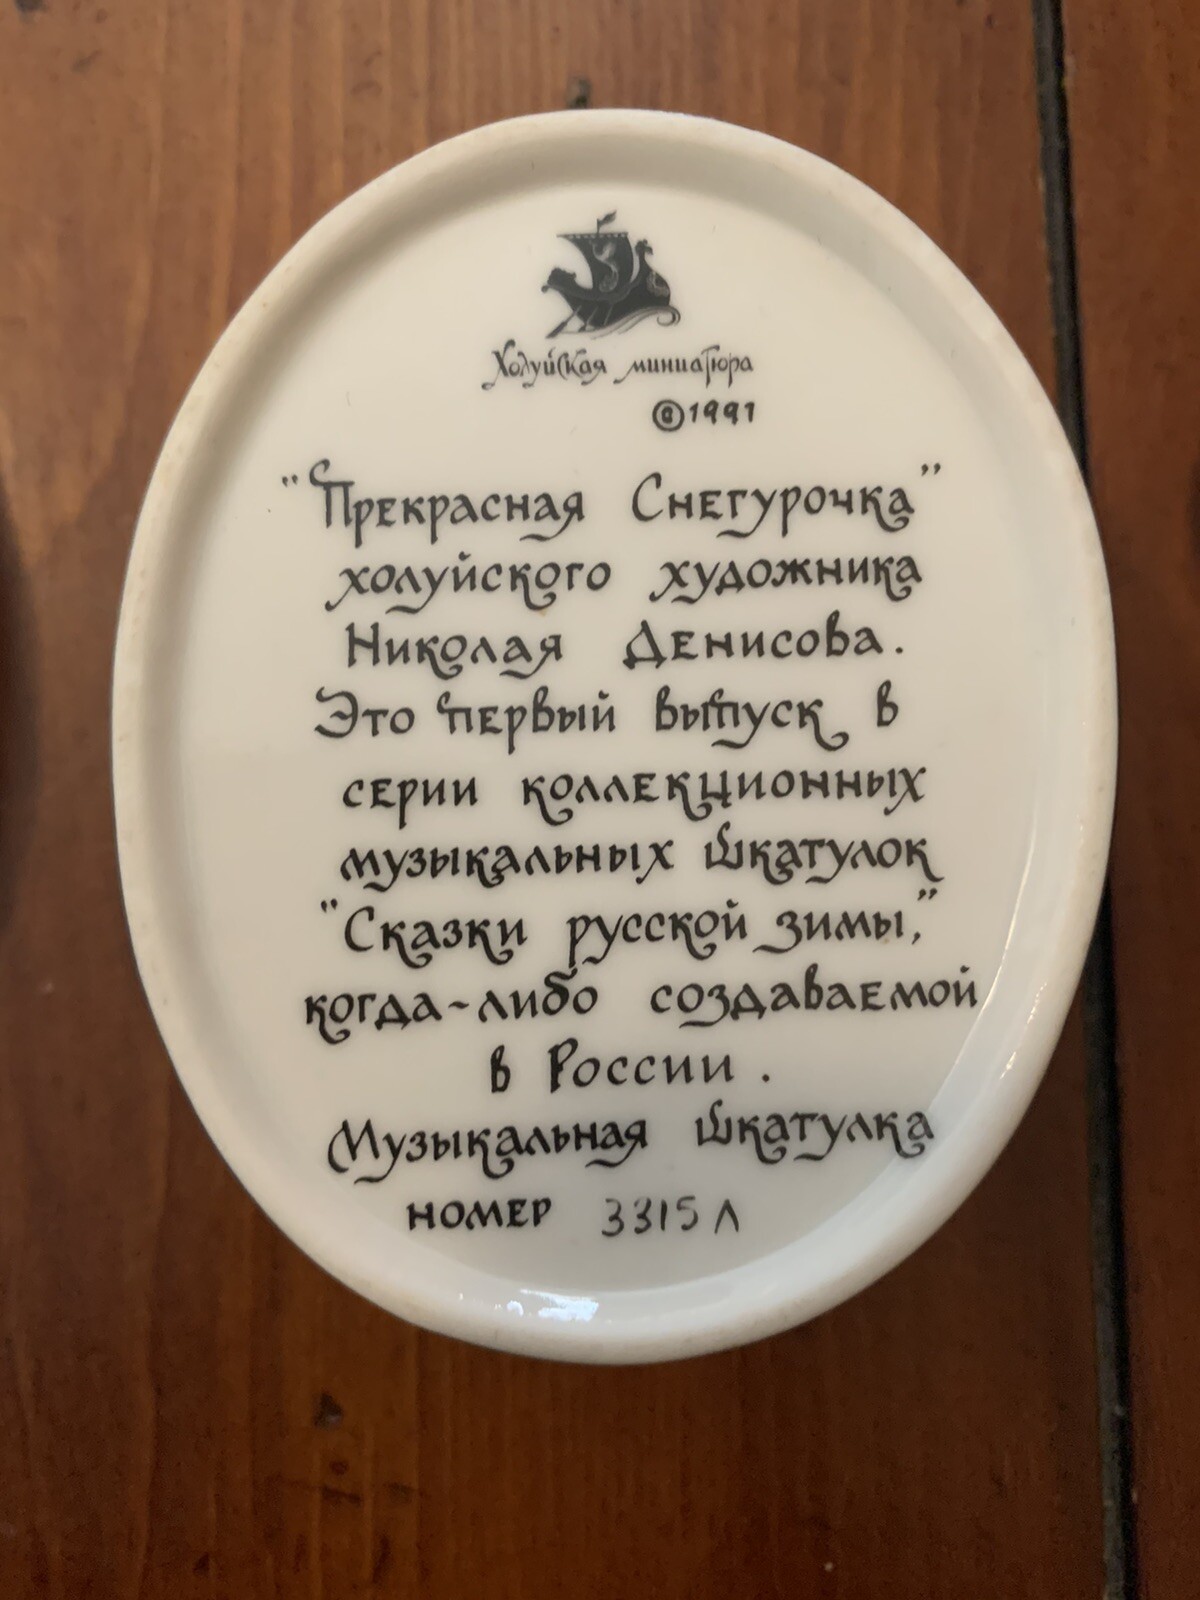 Холуйская миниатюра
©1991
"Прекрасная Снегурочка"
холуйского художника
Николая Денисова.
Это первый выпуск в
серии коллекционных
музыкальных шкатулок
"Сказки русской зимы,"
когда-либо создаваемой
в России.
Музыкальная шкатулка
номер 3315Л